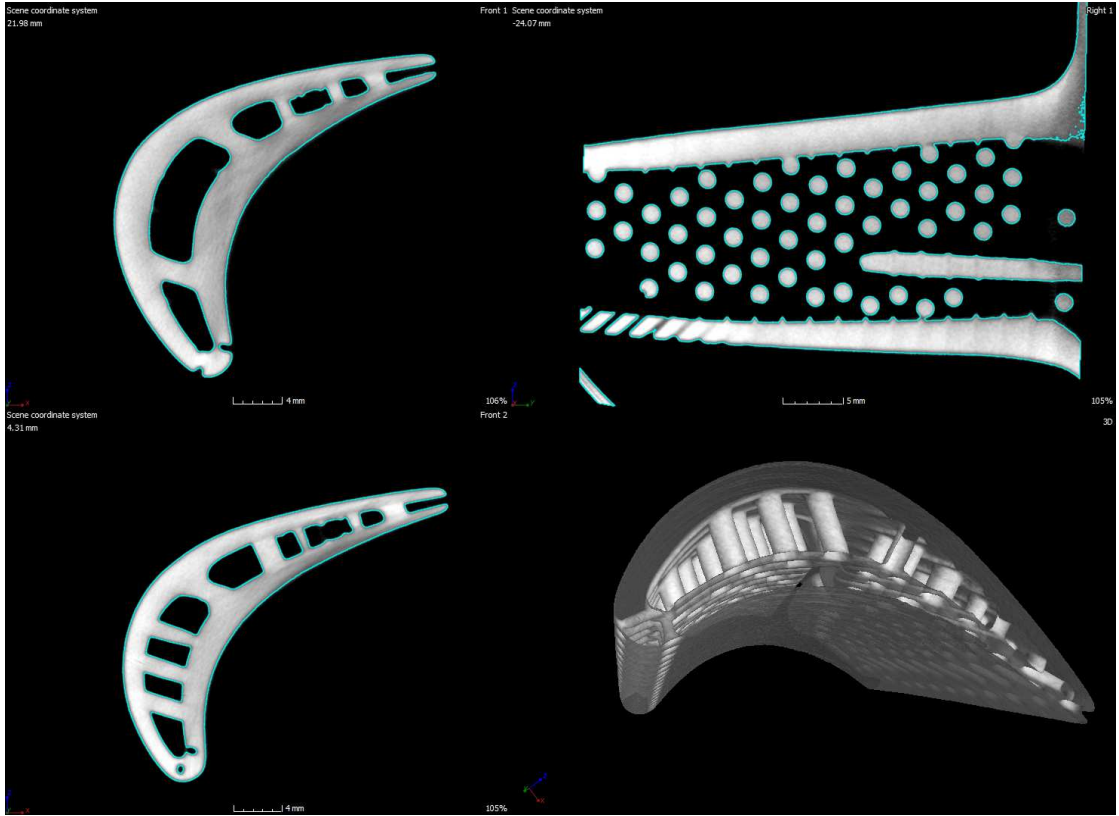 Scene coordinate system
21.98 mm
Front 1
4 mm
106%
Scene coordinate system
-24.07 mm
Right 1
5 mm
105%
Scene coordinate system
4.31 mm
Front 2
4 mm
105%
3D